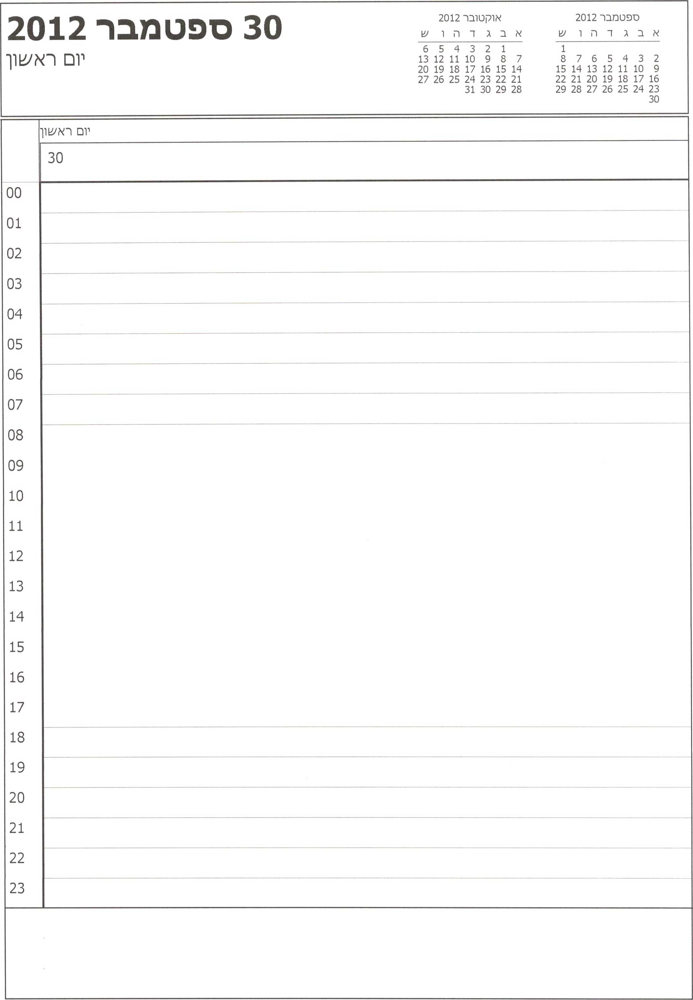 30 ספטמבר 2012
יום ראשון
ספטמבר 2012
א ב ג ד ה ו ש
1
2 3 4 5 6 7 8
9 10 11 12 13 14 15
16 17 18 19 20 21 22
23 24 25 26 27 28 29
30
אוקטובר 2012
א ב ג ד ה ו ש
1 2 3 4 5 6
7 8 9 10 11 12 13
14 15 16 17 18 19 20
21 22 23 24 25 26 27
28 29 30 31
יום ראשון
30
00
01
02
03
04
05
06
07
08
09
10
11
12
13
14
15
16
17
18
19
20
21
22
23